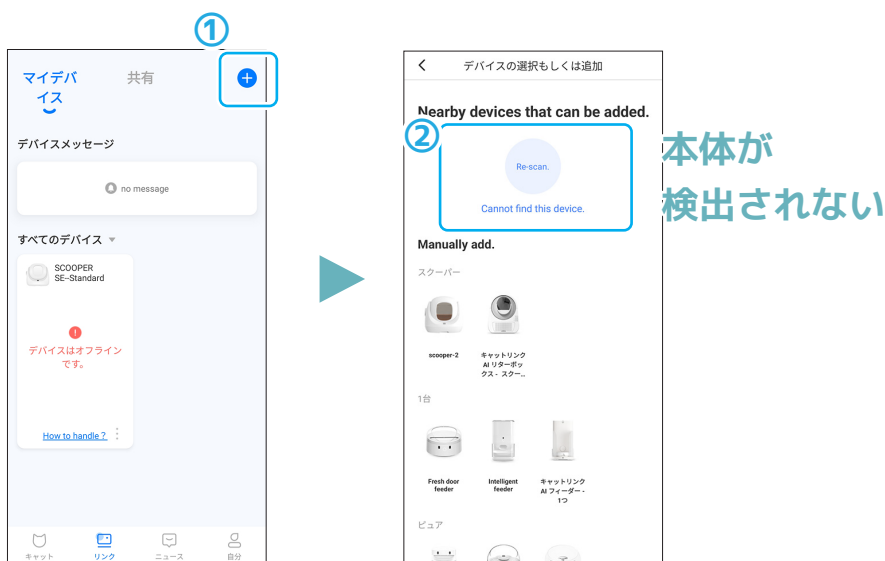 ①
マイデバ
イス
共有
デバイスメッセージ
no message
すべてのデバイス
SCOOPER
SE–Standard
デバイスはオフライン
です。
How to handle ?
キャット
リンク
ニュース
自分
デバイスの選択もしくは追加
Nearby devices that can be added.
②
Re-scan.
Cannot find this device.
Manually add.
スクーパー
scooper-2
キャットリンク
AI リターボッ
クス - スクー...
1台
Fresh door
feeder
Intelligent
feeder
キャットリンク
AI フィーダー -
1つ
ピュア
本体が
検出されない